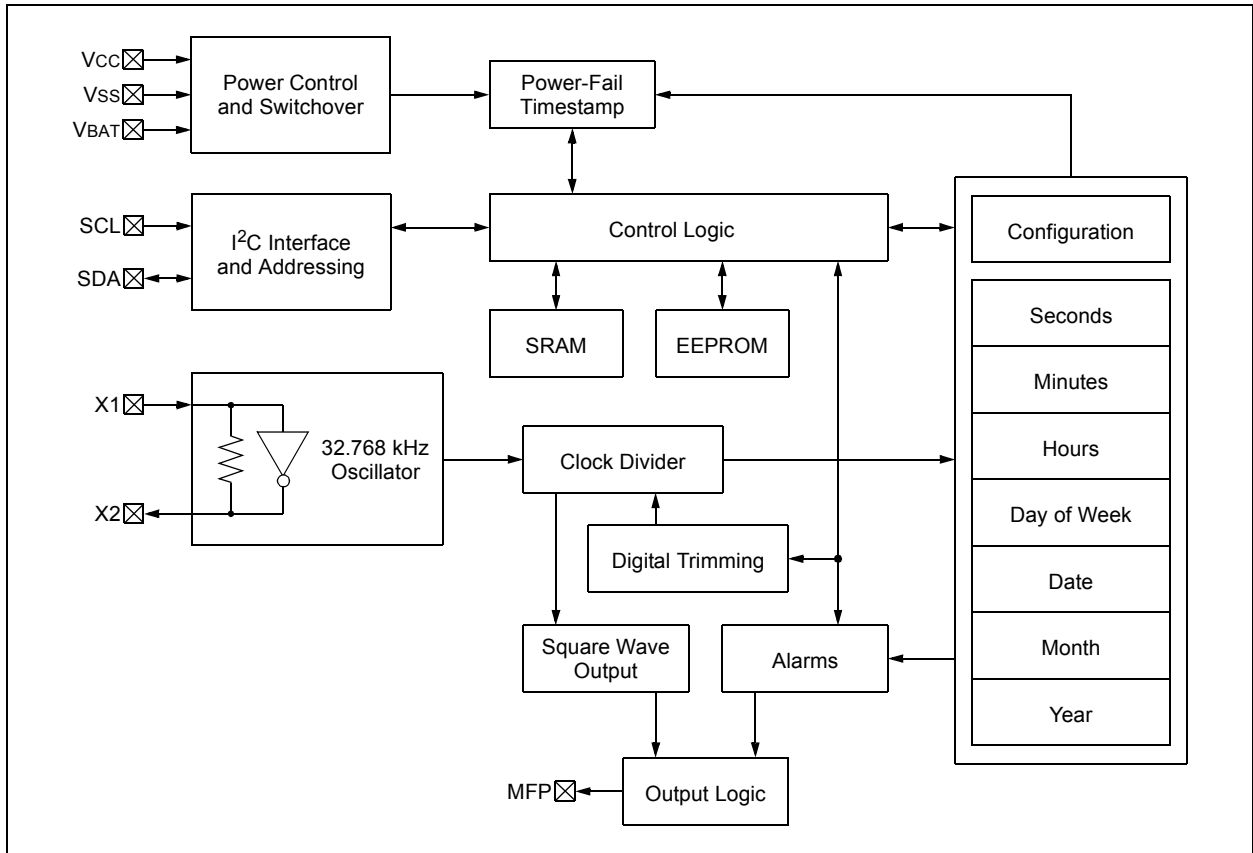 VCC
VSS
VBAT
Power Control
and Switchover
Power-Fail
Timestamp
SCL
SDA
I2C Interface
and Addressing
Control Logic
Configuration
SRAM
EEPROM
Seconds
Minutes
Hours
Day of Week
Date
Month
Year
X1
X2
32.768 kHz
Oscillator
Clock Divider
Digital Trimming
Square Wave
Output
Alarms
MFP
Output Logic